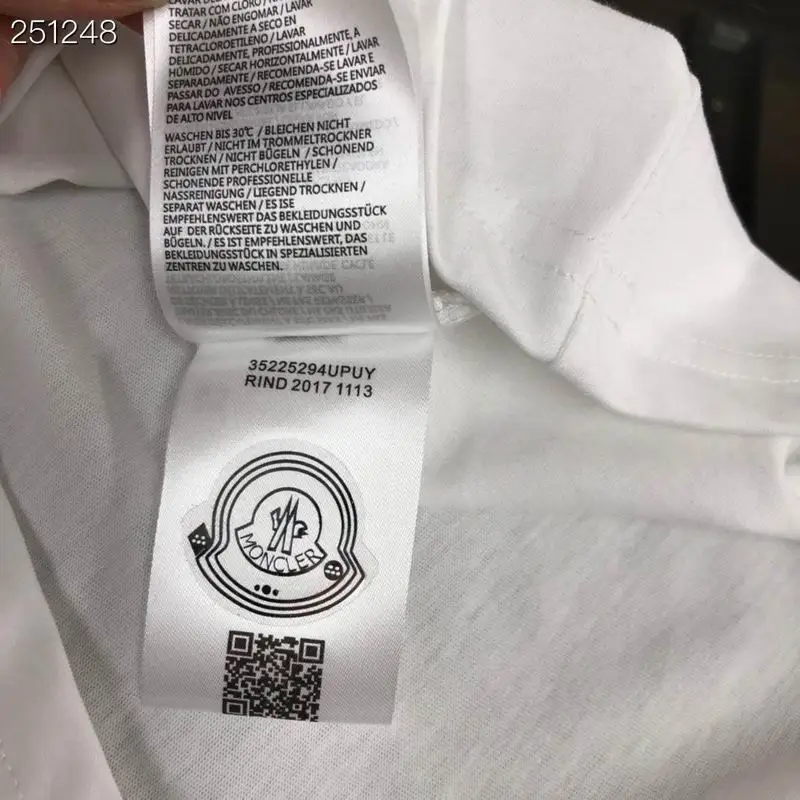 251248
LAVAR DEL
TRATAR COM CLORO / NAO
SECAR / NÃO ENGOMAR / LAVAR
DELICADAMENTE A SECO EN
TETRACLOROETILENO / LAVAR
DELICADAMENTE, PROFISSIONALMENTE, A
HÚMIDO / SECAR HORIZONTALMENTE / LAVAR
SEPARADAMENTE / RECOMENDA-SE LAVAR E
PASSAR DO AVESSO / RECOMENDA-SE ENVIAR
PARA LAVAR NOS CENTROS ESPECIALIZADOS
DE ALTO NIVEL
WASCHEN BIS 30℃ / BLEICHEN NICHT
ERLAUBT / NICHT IM TROMMELTROCKNER
TROCKNEN / NICHT BÜGELN / SCHONEND
REINIGEN MIT PERCHLORETHYLEN /
SCHONENDE PROFESSIONELLE
NASSREINIGUNG / LIEGEND TROCKNEN /
SEPARAT WASCHEN / ES ISE
EMPFEHLENSWERT DAS BEKLEIDUNGSSTÜCK
AUF DER RÜCKSEITE ZU WASCHEN UND
BÜGELN. / ES IST EMPFEHLENSWERT, DAS
BEKLEIDUNGSSTÜCK IN SPEZIALISIERTEN
ZENTREN ZU WASCHEN.
35225294UPUY
RIND 2017 1113
MONCLER